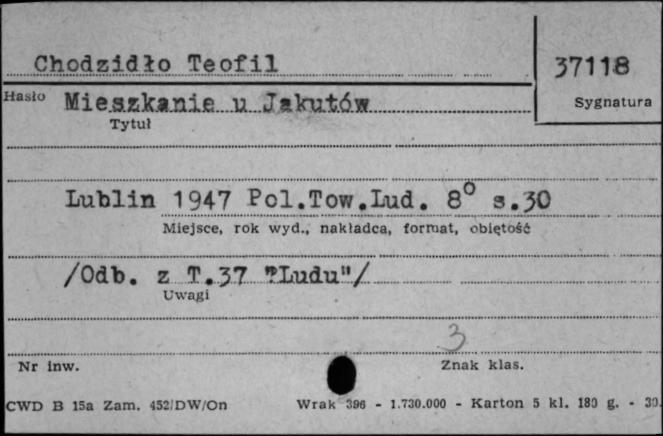 Chodzidło Teofil
37118
Hasło Mieszkanie u Jakutów
Sygnatura
Tytuł
Lublin 1947 Pol.Tow.Lud. 8° s.30
Miejsce, rok wyd., nakładca, format, objętość
/Odb. z T.37 "Ludu"/
Uwagi
3
Nr inw.
Znak klas.
CWD B 15a Zam. 452/DW/On Wrak 396 - 1.730.000 - Karton 5 kl. 180 g. - 30.